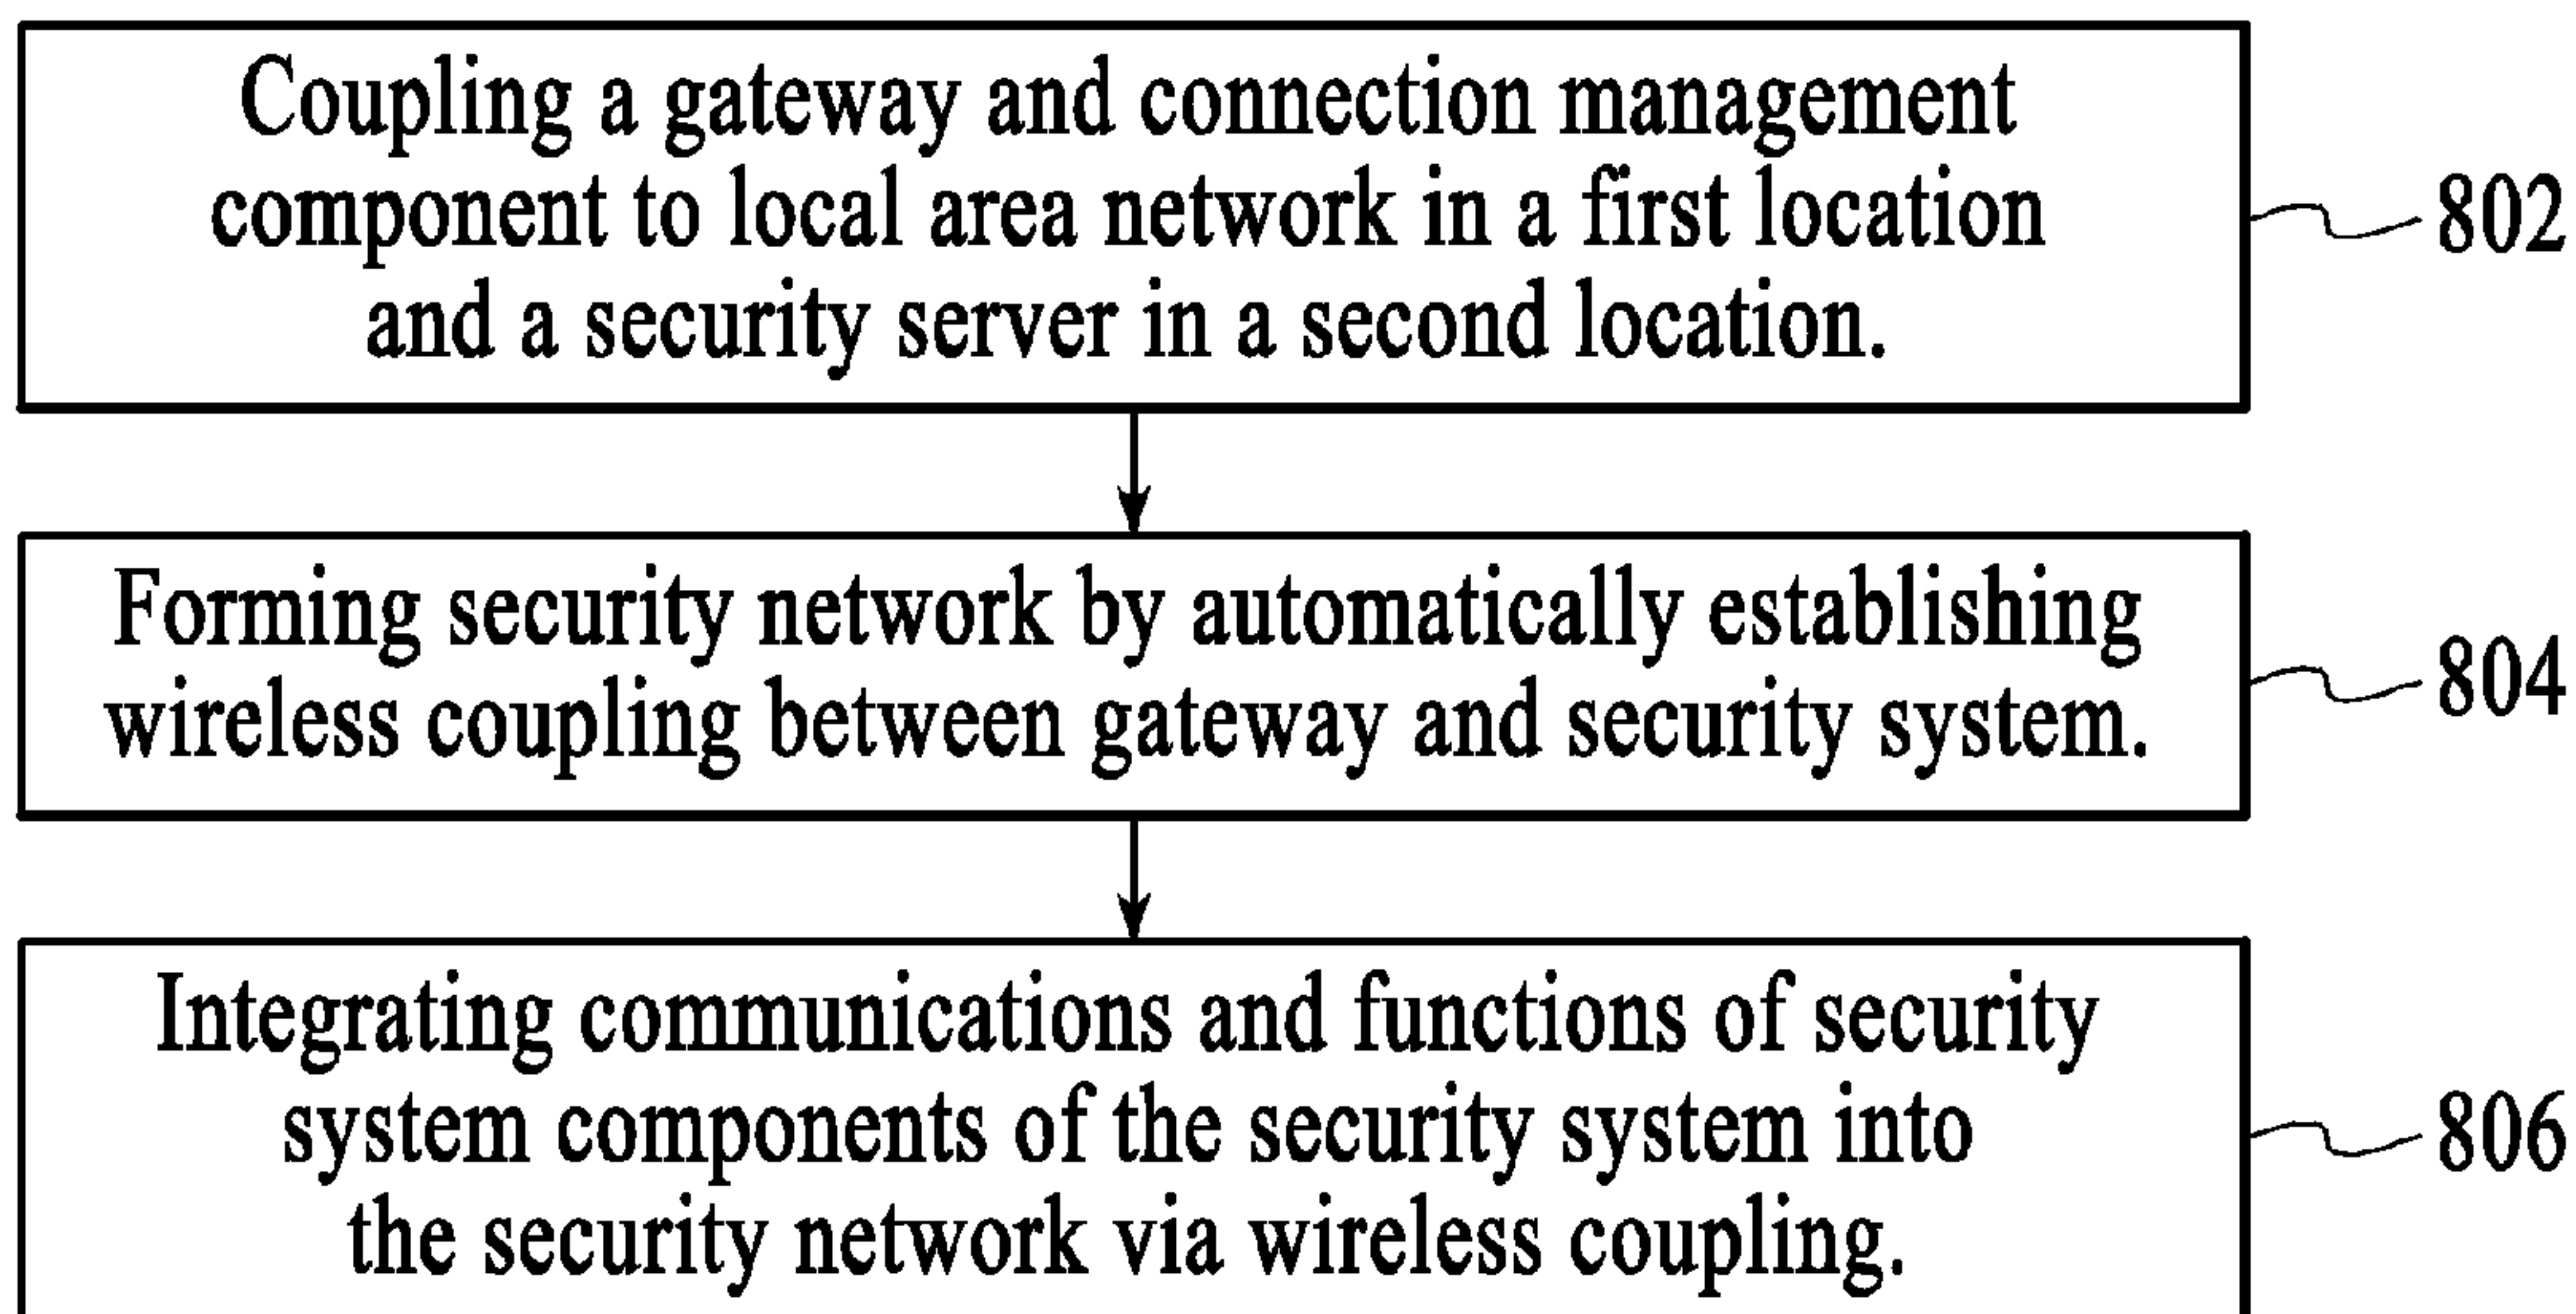 Coupling a gateway and connection management
component to local area network in a first location
and a security server in a second location.
802
Forming security network by automatically establishing
wireless coupling between gateway and security system.
804
Integrating communications and functions of security
system components of the security system into
the security network via wireless coupling.
806